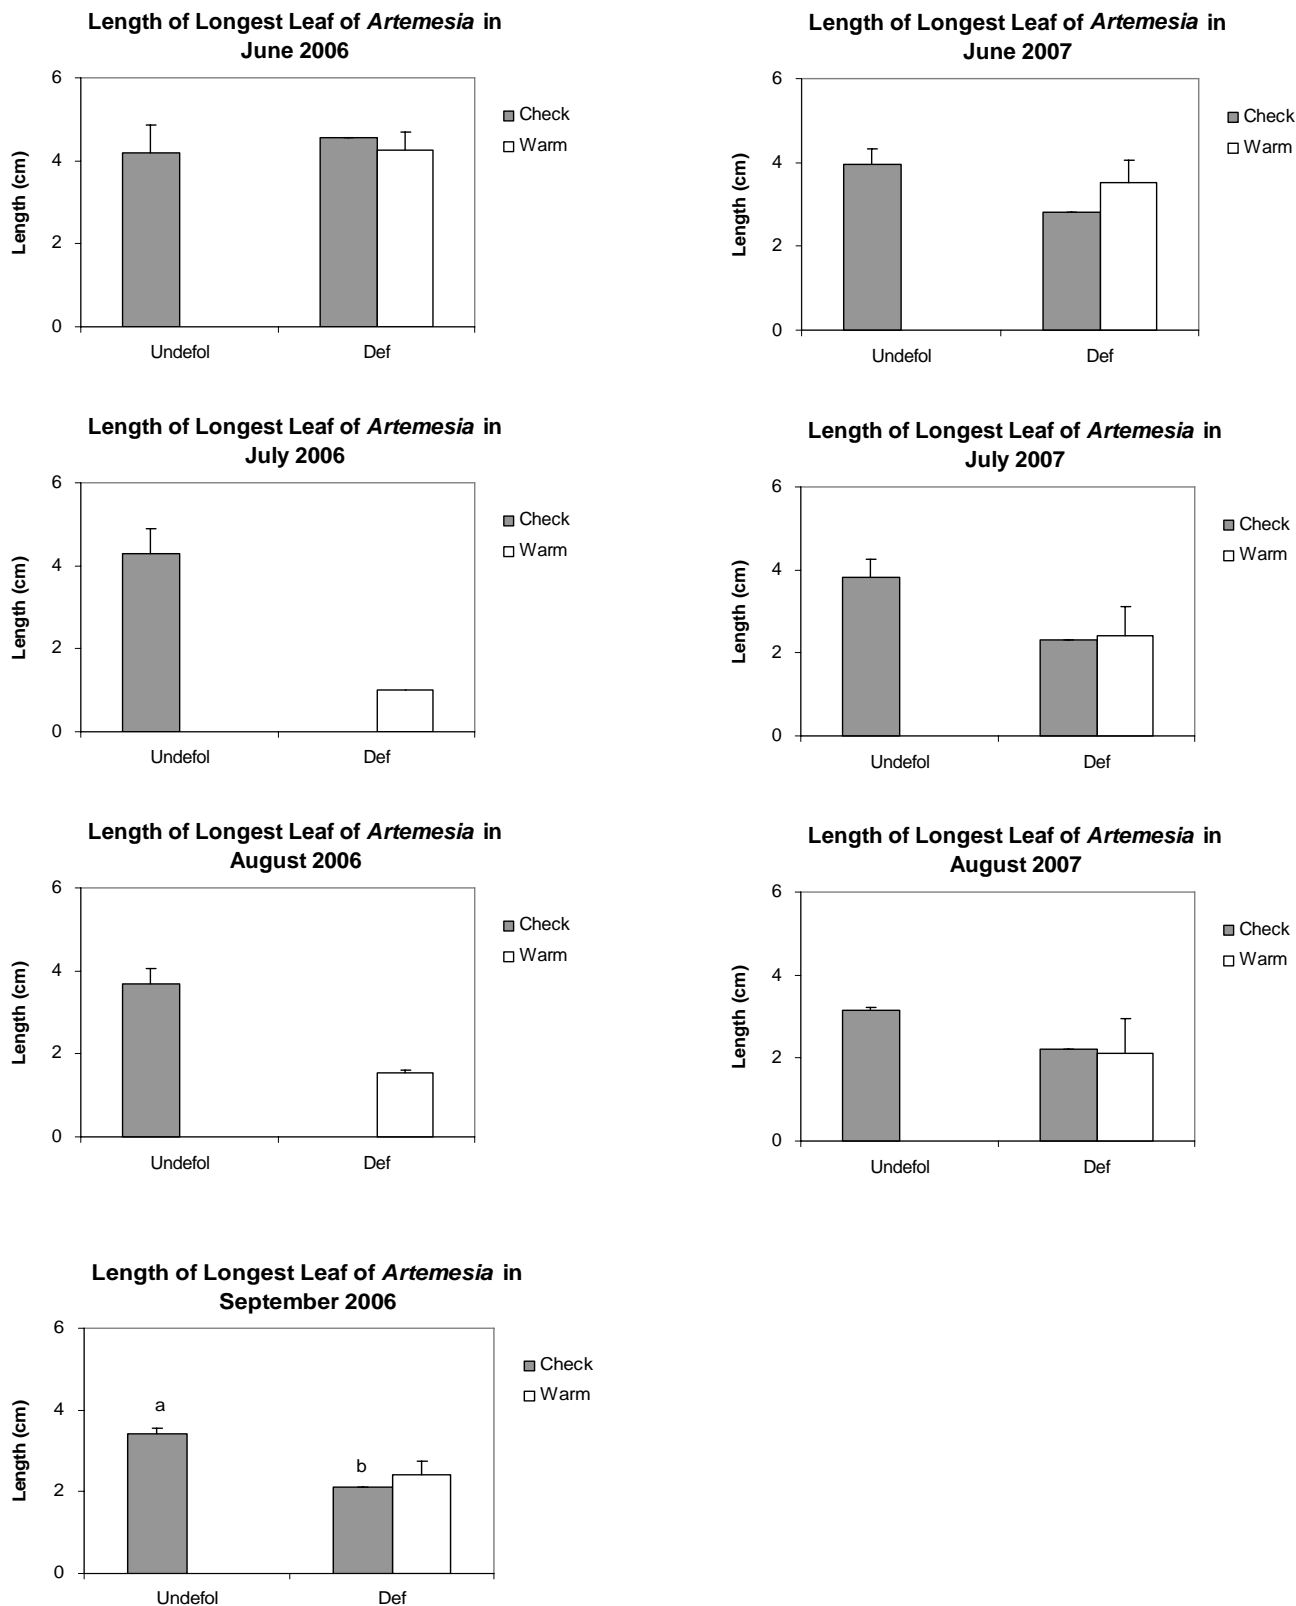 Length of Longest Leaf of Artemesia in
June 2006
6
4
2
0
Length (cm)
Undefol
Def
Check
Warm
Length of Longest Leaf of Artemesia in
June 2007
6
4
2
0
Length (cm)
Undefol
Def
Check
Warm
Length of Longest Leaf of Artemesia in
July 2006
6
4
2
0
Length (cm)
Undefol
Def
Check
Warm
Length of Longest Leaf of Artemesia in
July 2007
6
4
2
0
Length (cm)
Undefol
Def
Check
Warm
Length of Longest Leaf of Artemesia in
August 2006
6
4
2
0
Length (cm)
Undefol
Def
Check
Warm
Length of Longest Leaf of Artemesia in
August 2007
6
4
2
0
Length (cm)
Undefol
Def
Check
Warm
Length of Longest Leaf of Artemesia in
September 2006
6
4
2
0
Length (cm)
a
b
Undefol
Def
Check
Warm